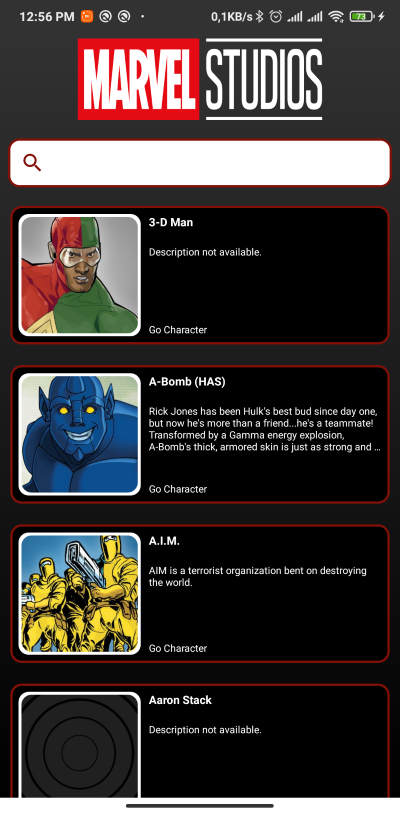 12:56 PM 0,1KB/s 73
MARVEL STUDIOS
3-D Man
Description not available.
Go Character
A-Bomb (HAS)
Rick Jones has been Hulk's best bud since day one,
but now he's more than a friend...he's a teammate!
Transformed by a Gamma energy explosion,
A-Bomb's thick, armored skin is just as strong and ...
Go Character
A.I.M.
AIM is a terrorist organization bent on destroying
the world.
Go Character
Aaron Stack
Description not available.